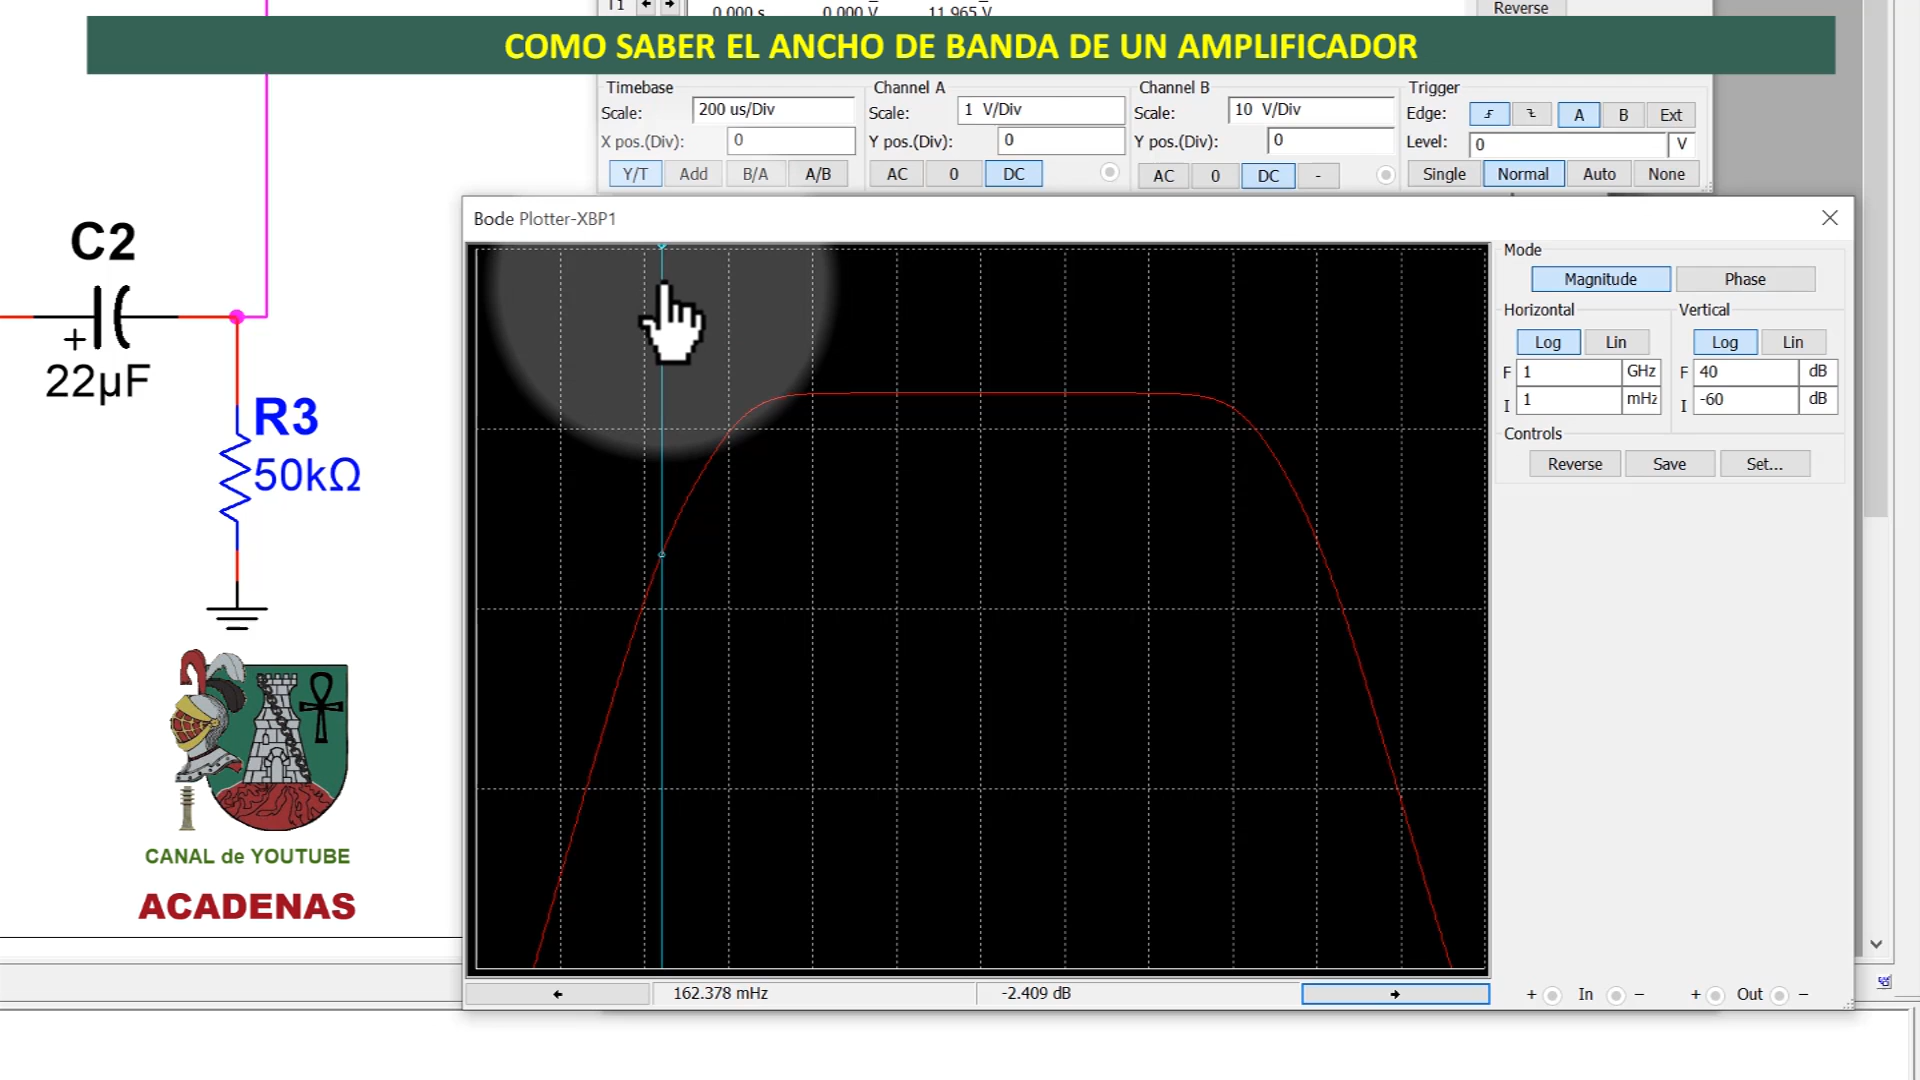 T1
0.000 s 0.000 V 11.965 V
Reverse
COMO SABER EL ANCHO DE BANDA DE UN AMPLIFICADOR
Timebase
Scale: 200 us/Div
X pos.(Div): 0
Y/T Add B/A A/B
Channel A
Scale: 1 V/Div
Y pos.(Div): 0
AC 0 DC
Channel B
Scale: 10 V/Div
Y pos.(Div): 0
AC 0 DC -
Trigger
Edge: A B Ext
Level: 0 V
Single Normal Auto None
C2
+
22µF
R3
50kΩ
CANAL de YOUTUBE
ACADENAS
Bode Plotter-XBP1
Mode
Magnitude Phase
Horizontal Vertical
Log Lin Log Lin
F 1 GHz F 40 dB
I 1 mHz I -60 dB
Controls
Reverse Save Set...
162.378 mHz -2.409 dB
+ In - + Out -